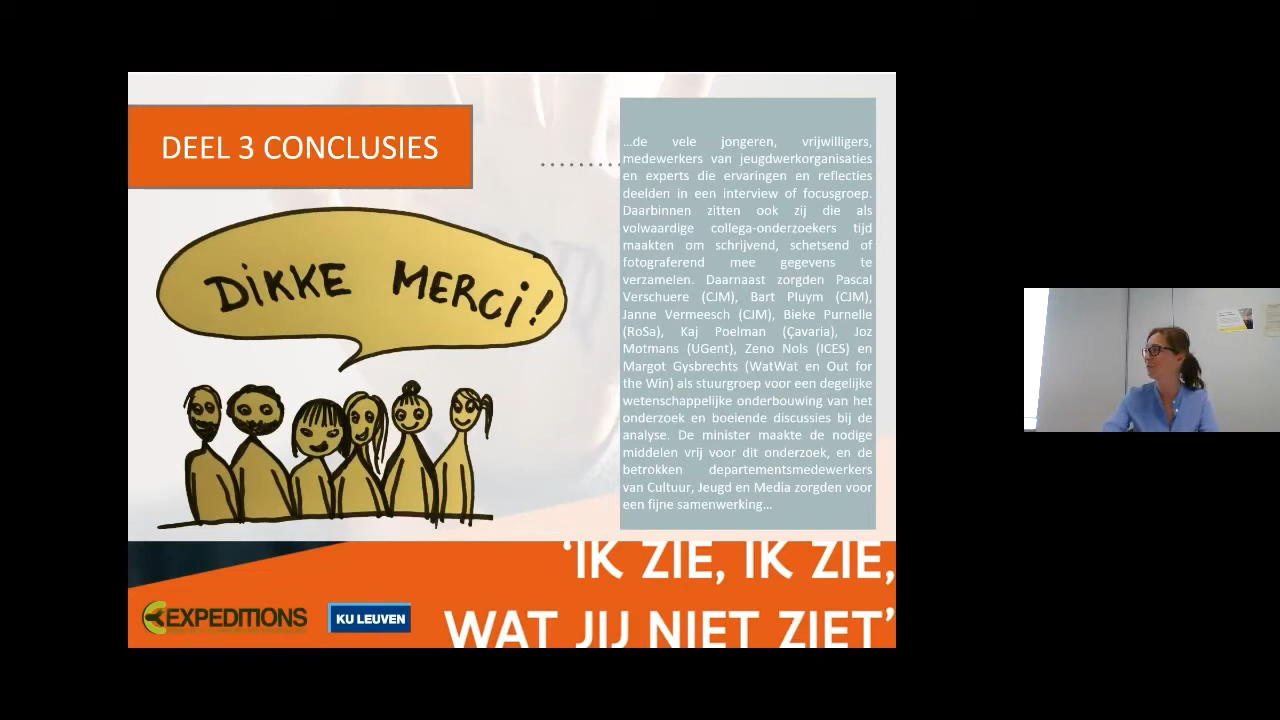 DEEL 3 CONCLUSIES
DIKKE MERCI!
…de vele jongeren, vrijwilligers,
medewerkers van jeugdwerkorganisaties
en experts die ervaringen en reflecties
deelden in een interview of focusgroep.
Daarbinnen zitten ook zij die als
volwaardige collega-onderzoekers tijd
maakten om schrijvend, schetsend of
fotograferend mee gegevens te
verzamelen. Daarnaast zorgden Pascal
Verschuere (CJM), Bart Pluym (CJM),
Janne Vermeesch (CJM), Bieke Purnelle
(RoSa), Kaj Poelman (Çavaria), Joz
Motmans (UGent), Zeno Nols (ICES) en
Margot Gysbrechts (WatWat en Out for
the Win) als stuurgroep voor een degelijke
wetenschappelijke onderbouwing van het
onderzoek en boeiende discussies bij de
analyse. De minister maakte de nodige
middelen vrij voor dit onderzoek, en de
betrokken departementsmedewerkers
van Cultuur, Jeugd en Media zorgden voor
een fijne samenwerking…
‘IK ZIE, IK ZIE,
WAT JIJ NIET ZIET’
EXPEDITIONS
KU LEUVEN